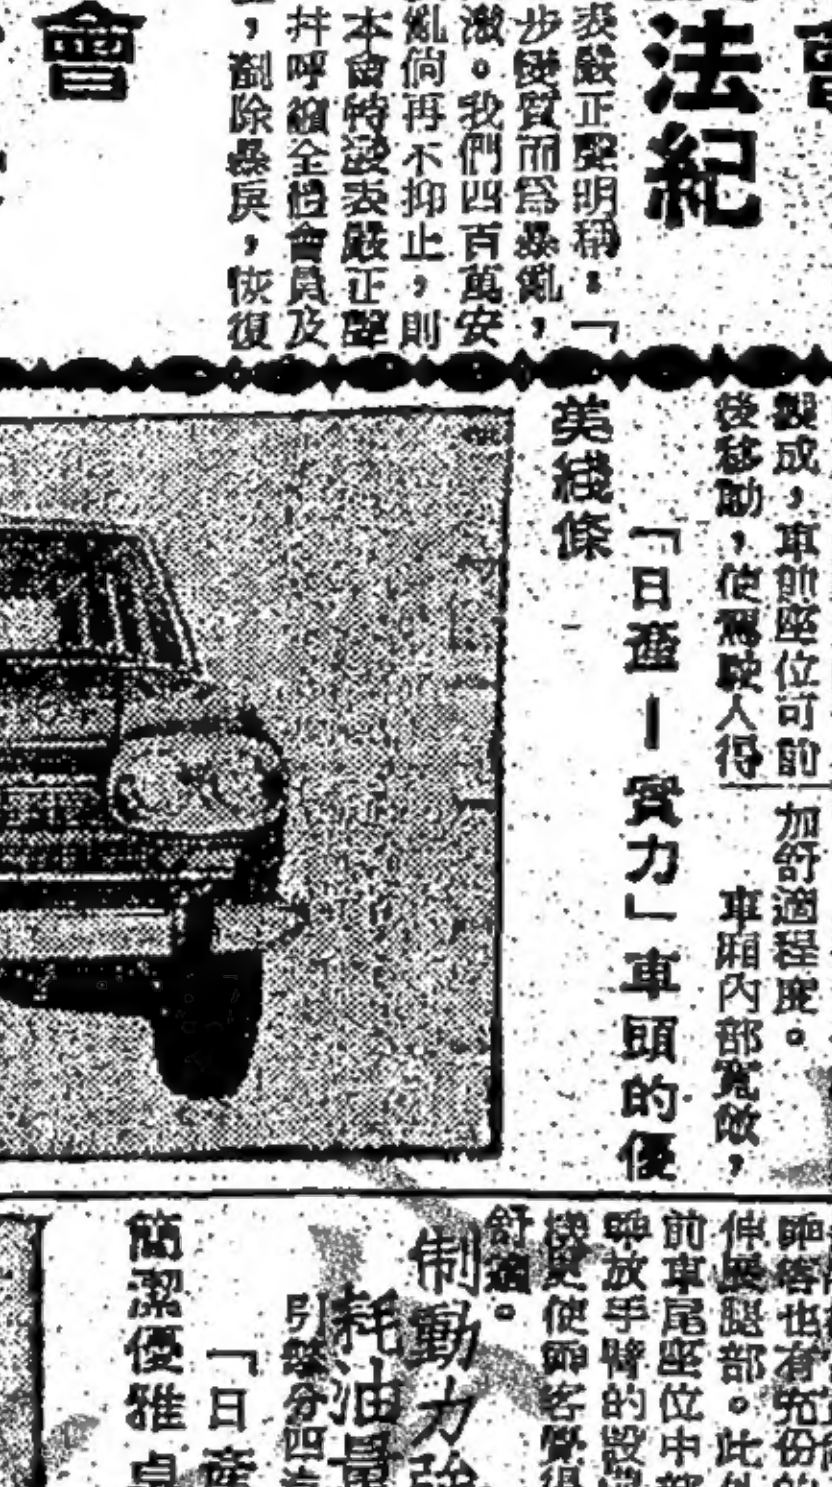 會
法紀
表嚴正聲明稱:「
步變質而爲暴亂,
激。我們四百萬安
亂倘再不抑止,則
本會特發表嚴正聲
幷呼籲全體會員及
,剷除暴戾,恢復
成,車前座位可前
後移動,使駕駛人得
加舒適程度。
車廂內部寬敞,
「日產—實力」車頭的優
美綫條
客也有充份的
伸展腿部。此外
前車尾座位中部
放手臂的設
更使客覺得
舒適。
制動力強
耗油量
引擎分四汽
「日產
簡潔優雅